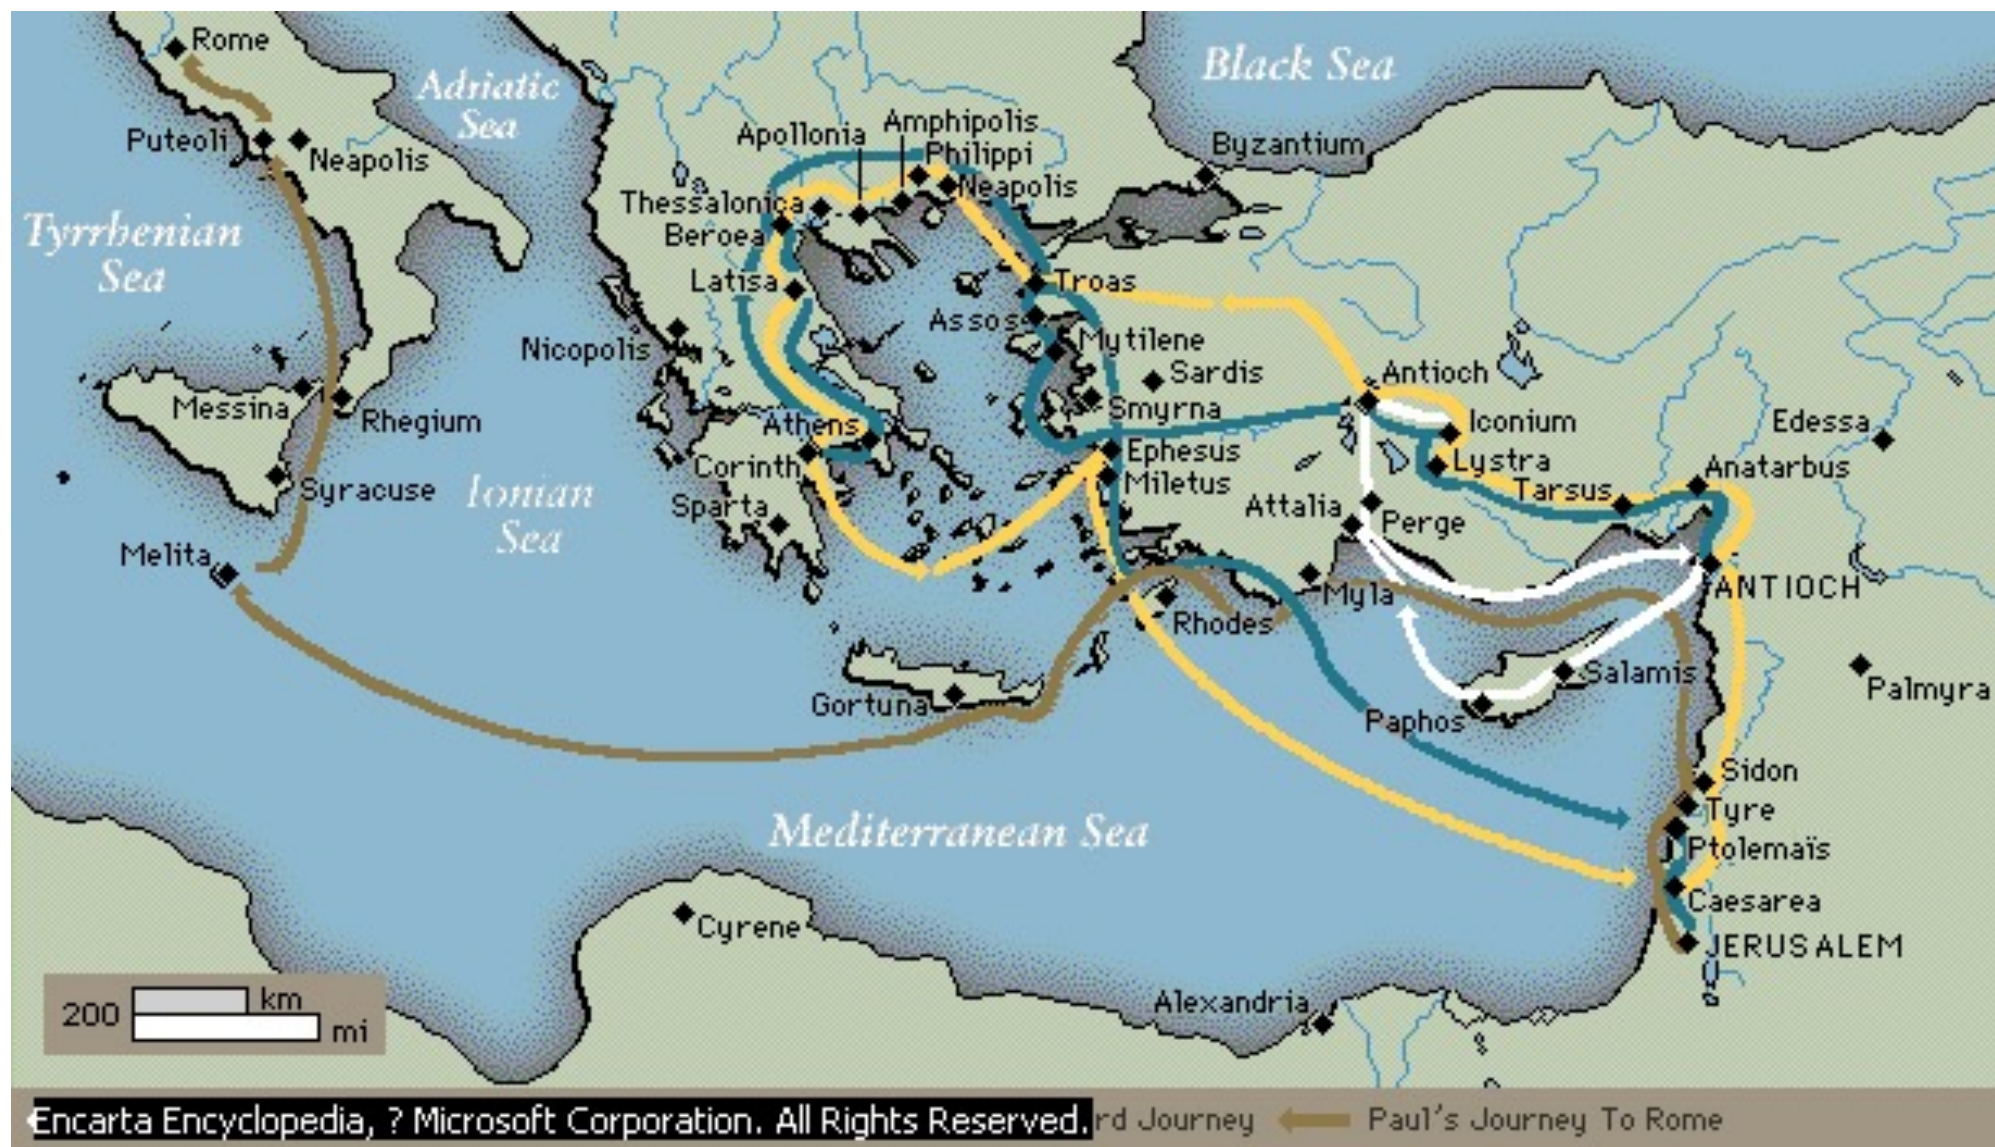 Rome
Adriatic
Sea
Black Sea
Puteoli
Neapolis
Apollonia
Amphipolis
Philippi
Neapolis
Byzantium
Thessalonica
Beroea
Tyrrhenian
Sea
Latisa
Troas
Assos
Mytilene
Nicopolis
Sardis
Antioch
Messina
Rhegium
Smyrna
Iconium
Edessa
Athens
Corinth
Ephesus
Lystra
Anatarbus
Syracuse
Ionian
Sea
Sparta
Miletus
Tarsus
Attalia
Perge
Melita
ANTIOCH
Myla
Rhodes
Salamis
Palmyra
Gortuna
Paphos
Sidon
Tyre
Mediterranean Sea
Ptolemaïs
Caesarea
Cyrene
JERUSALEM
Alexandria
200 km
mi
Encarta Encyclopedia, ? Microsoft Corporation. All Rights Reserved.
rd Journey
Paul's Journey To Rome